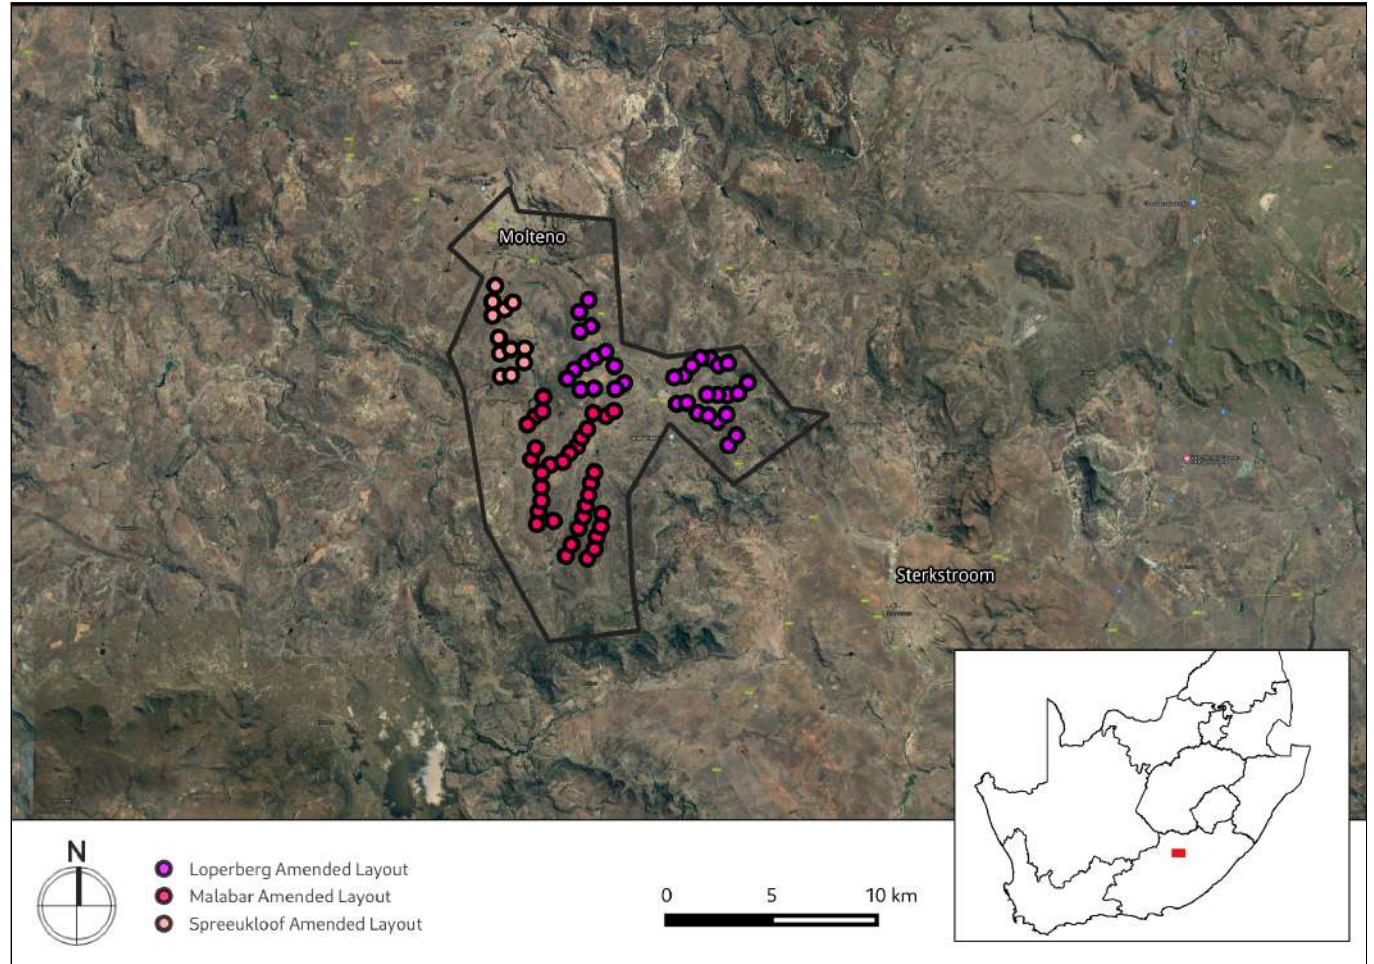 Molteno
Sterkstroom
N
Loperberg Amended Layout
Malabar Amended Layout
Spreeukloof Amended Layout
0 5 10 km